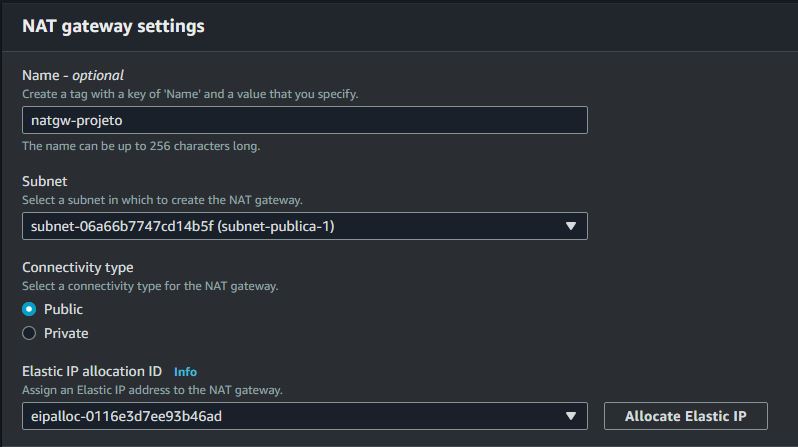 NAT gateway settings
Name - optional
Create a tag with a key of 'Name' and a value that you specify.
natgw-projeto
The name can be up to 256 characters long.
Subnet
Select a subnet in which to create the NAT gateway.
subnet-06a66b7747cd14b5f (subnet-publica-1)
Connectivity type
Select a connectivity type for the NAT gateway.
Public
Private
Elastic IP allocation ID Info
Assign an Elastic IP address to the NAT gateway.
eipalloc-0116e3d7ee93b46ad
Allocate Elastic IP